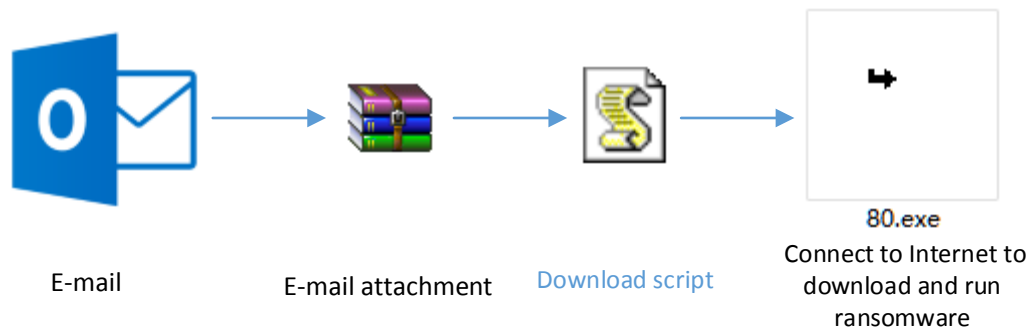 O
80.exe
E-mail
E-mail attachment
Download script
Connect to Internet to
download and run
ransomware